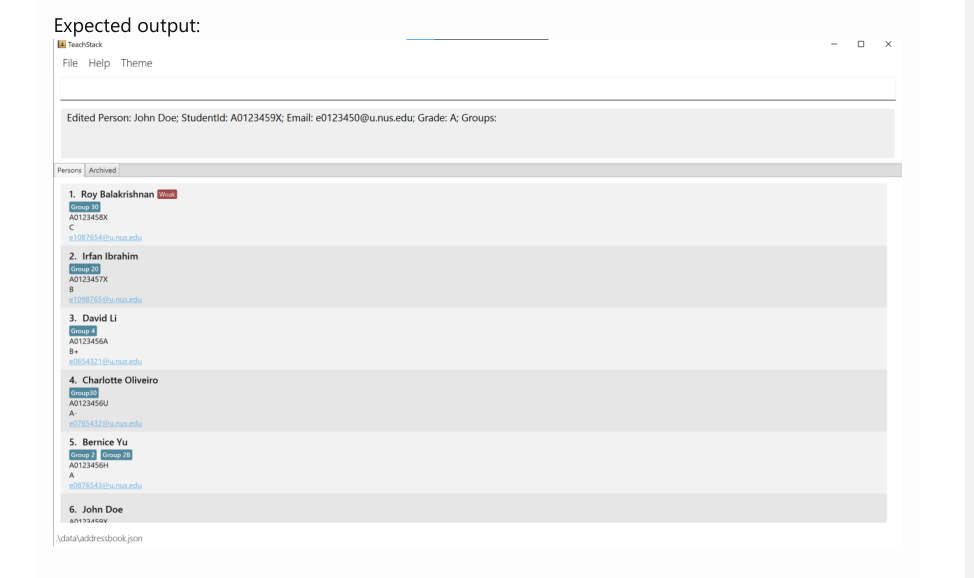 Expected output:
TeachStack
File Help Theme
Edited Person: John Doe; StudentId: A0123459X; Email: e0123450@u.nus.edu; Grade: A; Groups:
Persons Archived
1. Roy Balakrishnan Weak
Group 30
A0123458X
C
e1087654@u.nus.edu
2. Irfan Ibrahim
Group 20
A0123457X
B
e1098765@u.nus.edu
3. David Li
Group 4
A0123456A
B+
e0654321@u.nus.edu
4. Charlotte Oliveiro
Group30
A0123456U
A-
e0765432@u.nus.edu
5. Bernice Yu
Group 2 Group 2B
A0123456H
A
e0876543@u.nus.edu
6. John Doe
A0123459X
.\data\addressbook.json